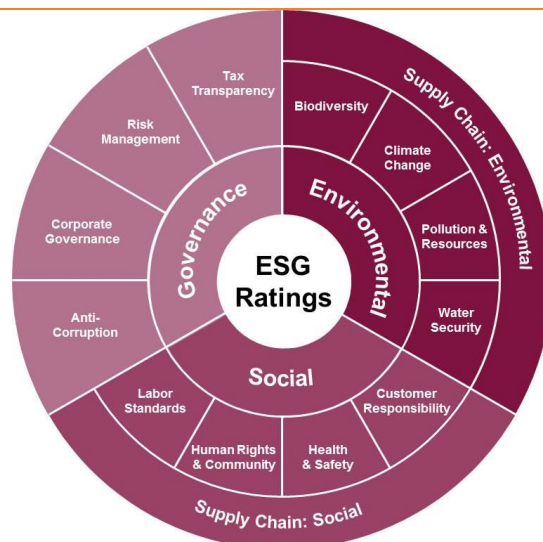 ESG
Ratings
Governance
Environmental
Social
Tax
Transparency
Risk
Management
Corporate
Governance
Anti-
Corruption
Biodiversity
Climate
Change
Pollution &
Resources
Water
Security
Supply Chain: Environmental
Customer
Responsibility
Health
& Safety
Human Rights
& Community
Labor
Standards
Supply Chain: Social